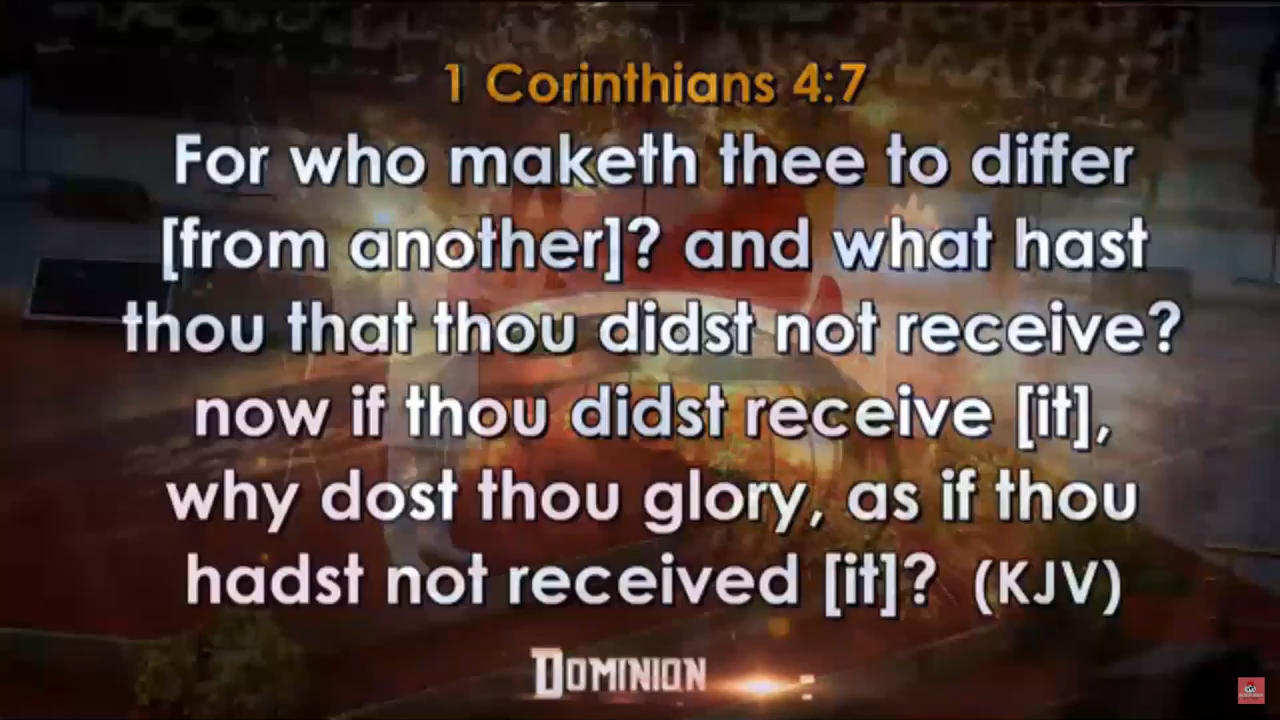 1 Corinthians 4:7
For who maketh thee to differ
[from another]? and what hast
thou that thou didst not receive?
now if thou didst receive [it],
why dost thou glory, as if thou
hadst not received [it]? (KJV)
DOMINION :